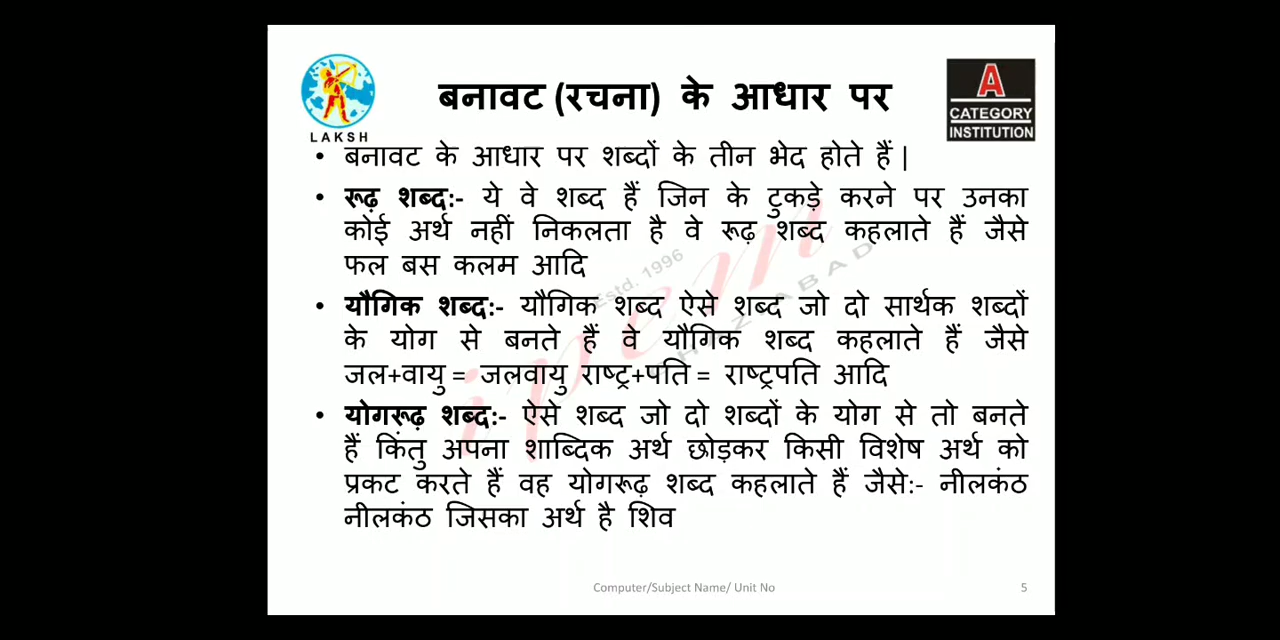 LAKSH
A
CATEGORY
INSTITUTION
बनावट (रचना) के आधार पर
• बनावट के आधार पर शब्दों के तीन भेद होते हैं |
• रूढ़ शब्द:- ये वे शब्द हैं जिन के टुकड़े करने पर उनका
कोई अर्थ नहीं निकलता है वे रूढ़ शब्द कहलाते हैं जैसे
फल बस कलम आदि
• यौगिक शब्द:- यौगिक शब्द ऐसे शब्द जो दो सार्थक शब्दों
के योग से बनते हैं वे यौगिक शब्द कहलाते हैं जैसे
जल+वायु = जलवायु राष्ट्र+पति = राष्ट्रपति आदि
• योगरूढ़ शब्द:- ऐसे शब्द जो दो शब्दों के योग से तो बनते
हैं किंतु अपना शाब्दिक अर्थ छोड़कर किसी विशेष अर्थ को
प्रकट करते हैं वह योगरूढ़ शब्द कहलाते हैं जैसे:- नीलकंठ
नीलकंठ जिसका अर्थ है शिव
Estd. 1996
ipem
Computer/Subject Name/ Unit No
5